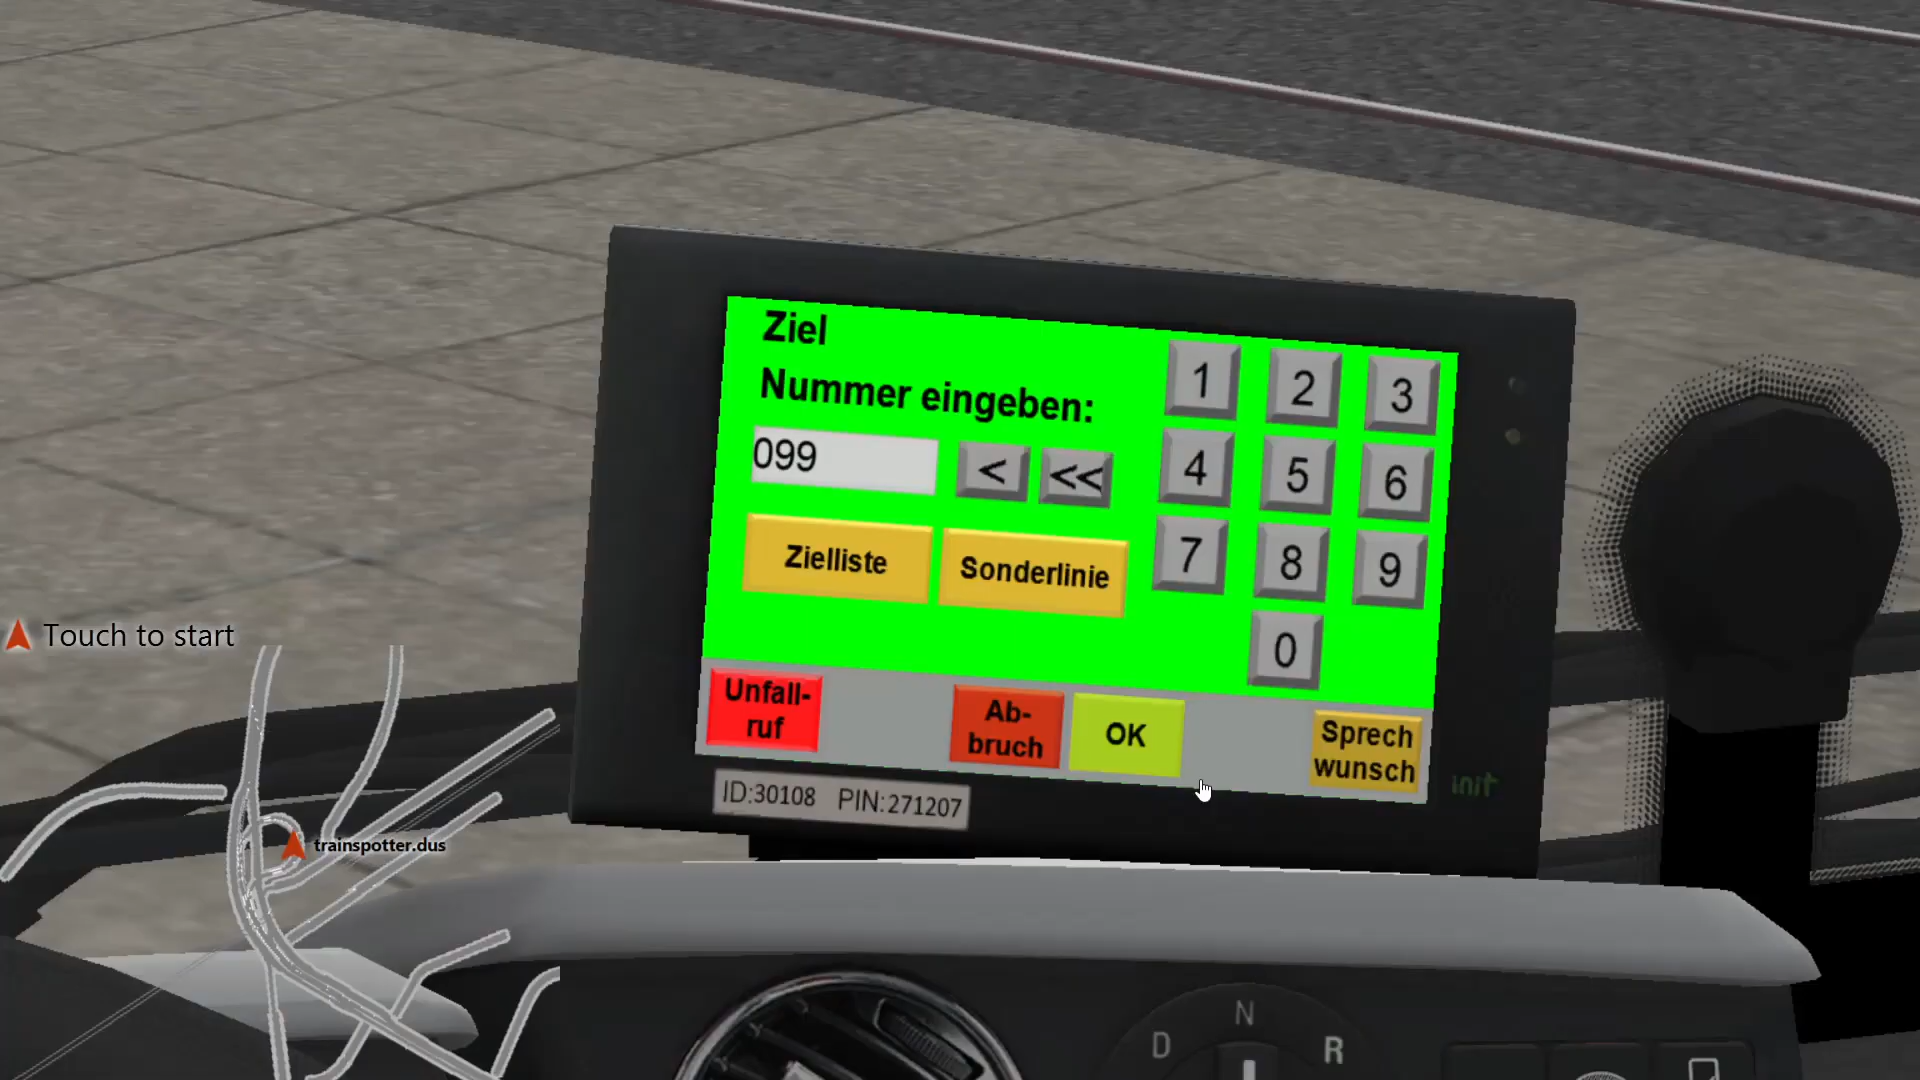 Ziel
Nummer eingeben:
099
<
<<
Zielliste
Sonderlinie
1
2
3
4
5
6
7
8
9
0
Unfall-
ruf
Ab-
bruch
OK
Sprech
wunsch
ID:30108 PIN:271207
init
Touch to start
trainspotter.dus
N
D
R